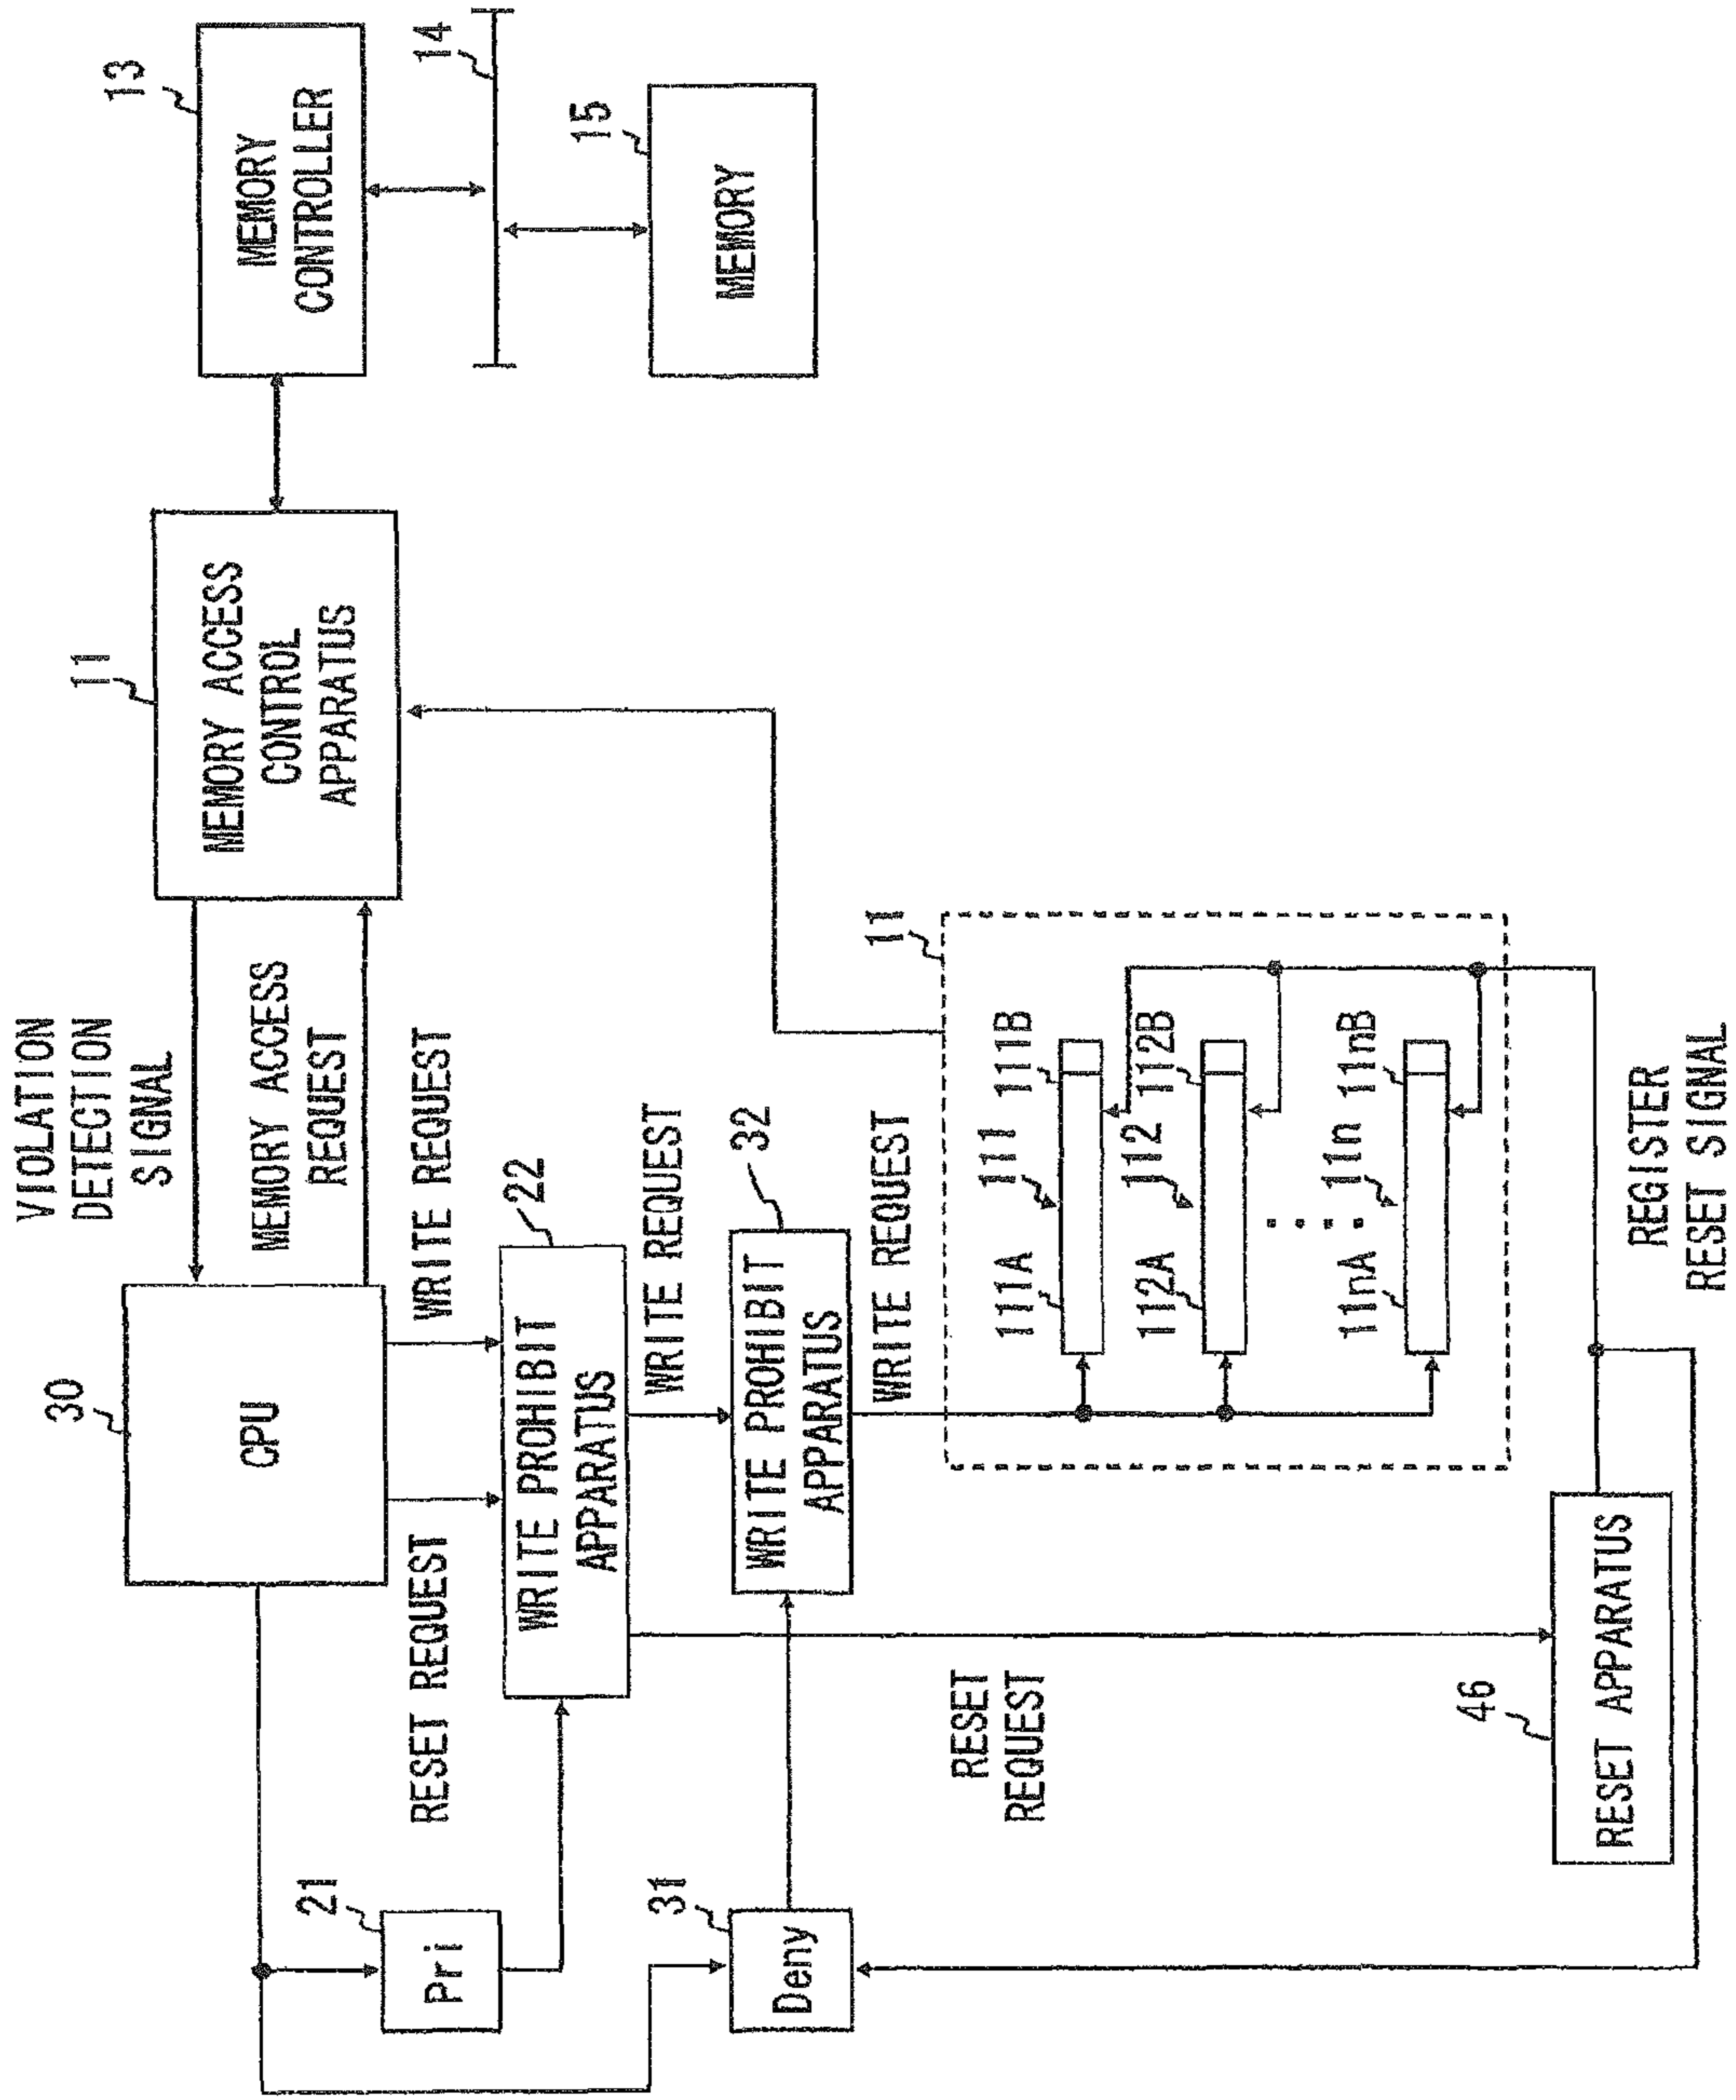 VIOLATION
DETECTION
SIGNAL
MEMORY ACCESS
REQUEST
30
CPU
11
MEMORY ACCESS
CONTROL
APPARATUS
13
MEMORY
CONTROLLER
14
15
MEMORY
WRITE REQUEST
RESET REQUEST
21
Pri
22
WRITE PROHIBIT
APPARATUS
WRITE REQUEST
31
Deny
32
WRITE PROHIBIT
APPARATUS
WRITE REQUEST
RESET
REQUEST
11
111A
111
111B
112A
112
112B
11nA
11n
11nB
46
RESET APPARATUS
REGISTER
RESET SIGNAL